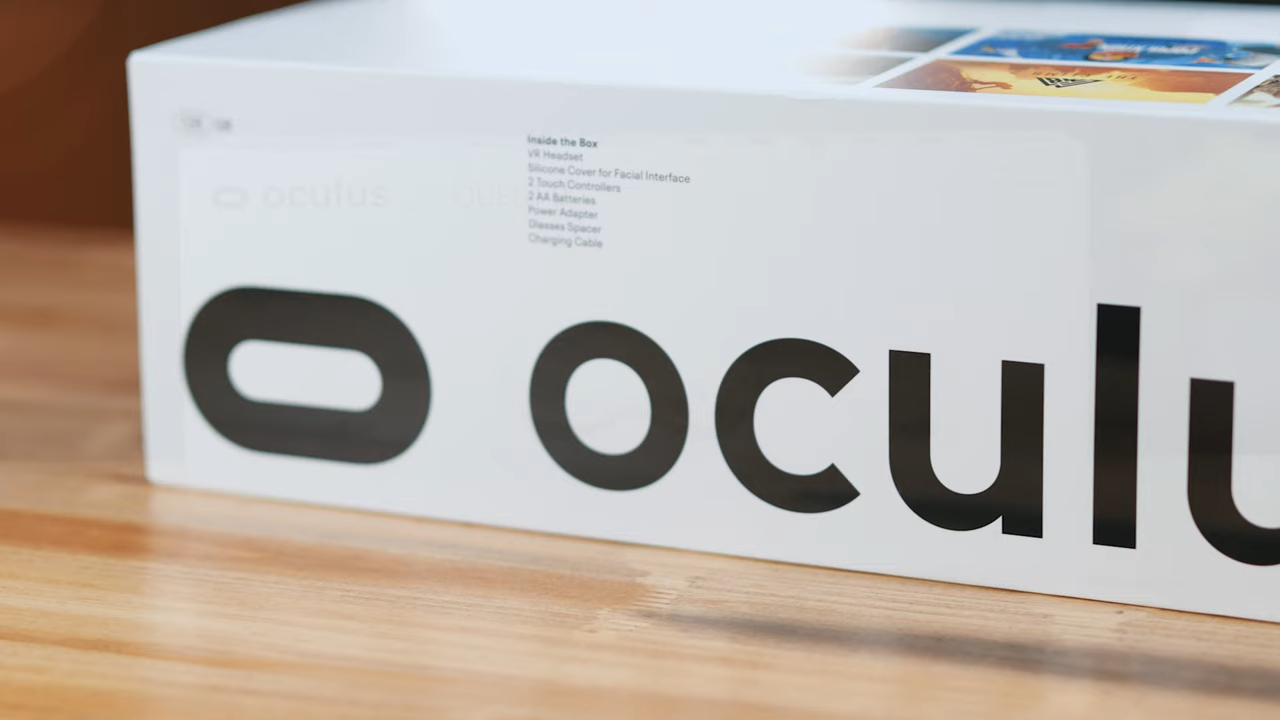 Inside the Box
VR Headset
Silicone Cover for Facial Interface
2 Touch Controllers
2 AA Batteries
Power Adapter
Glasses Spacer
Charging Cable
oculus
oculu